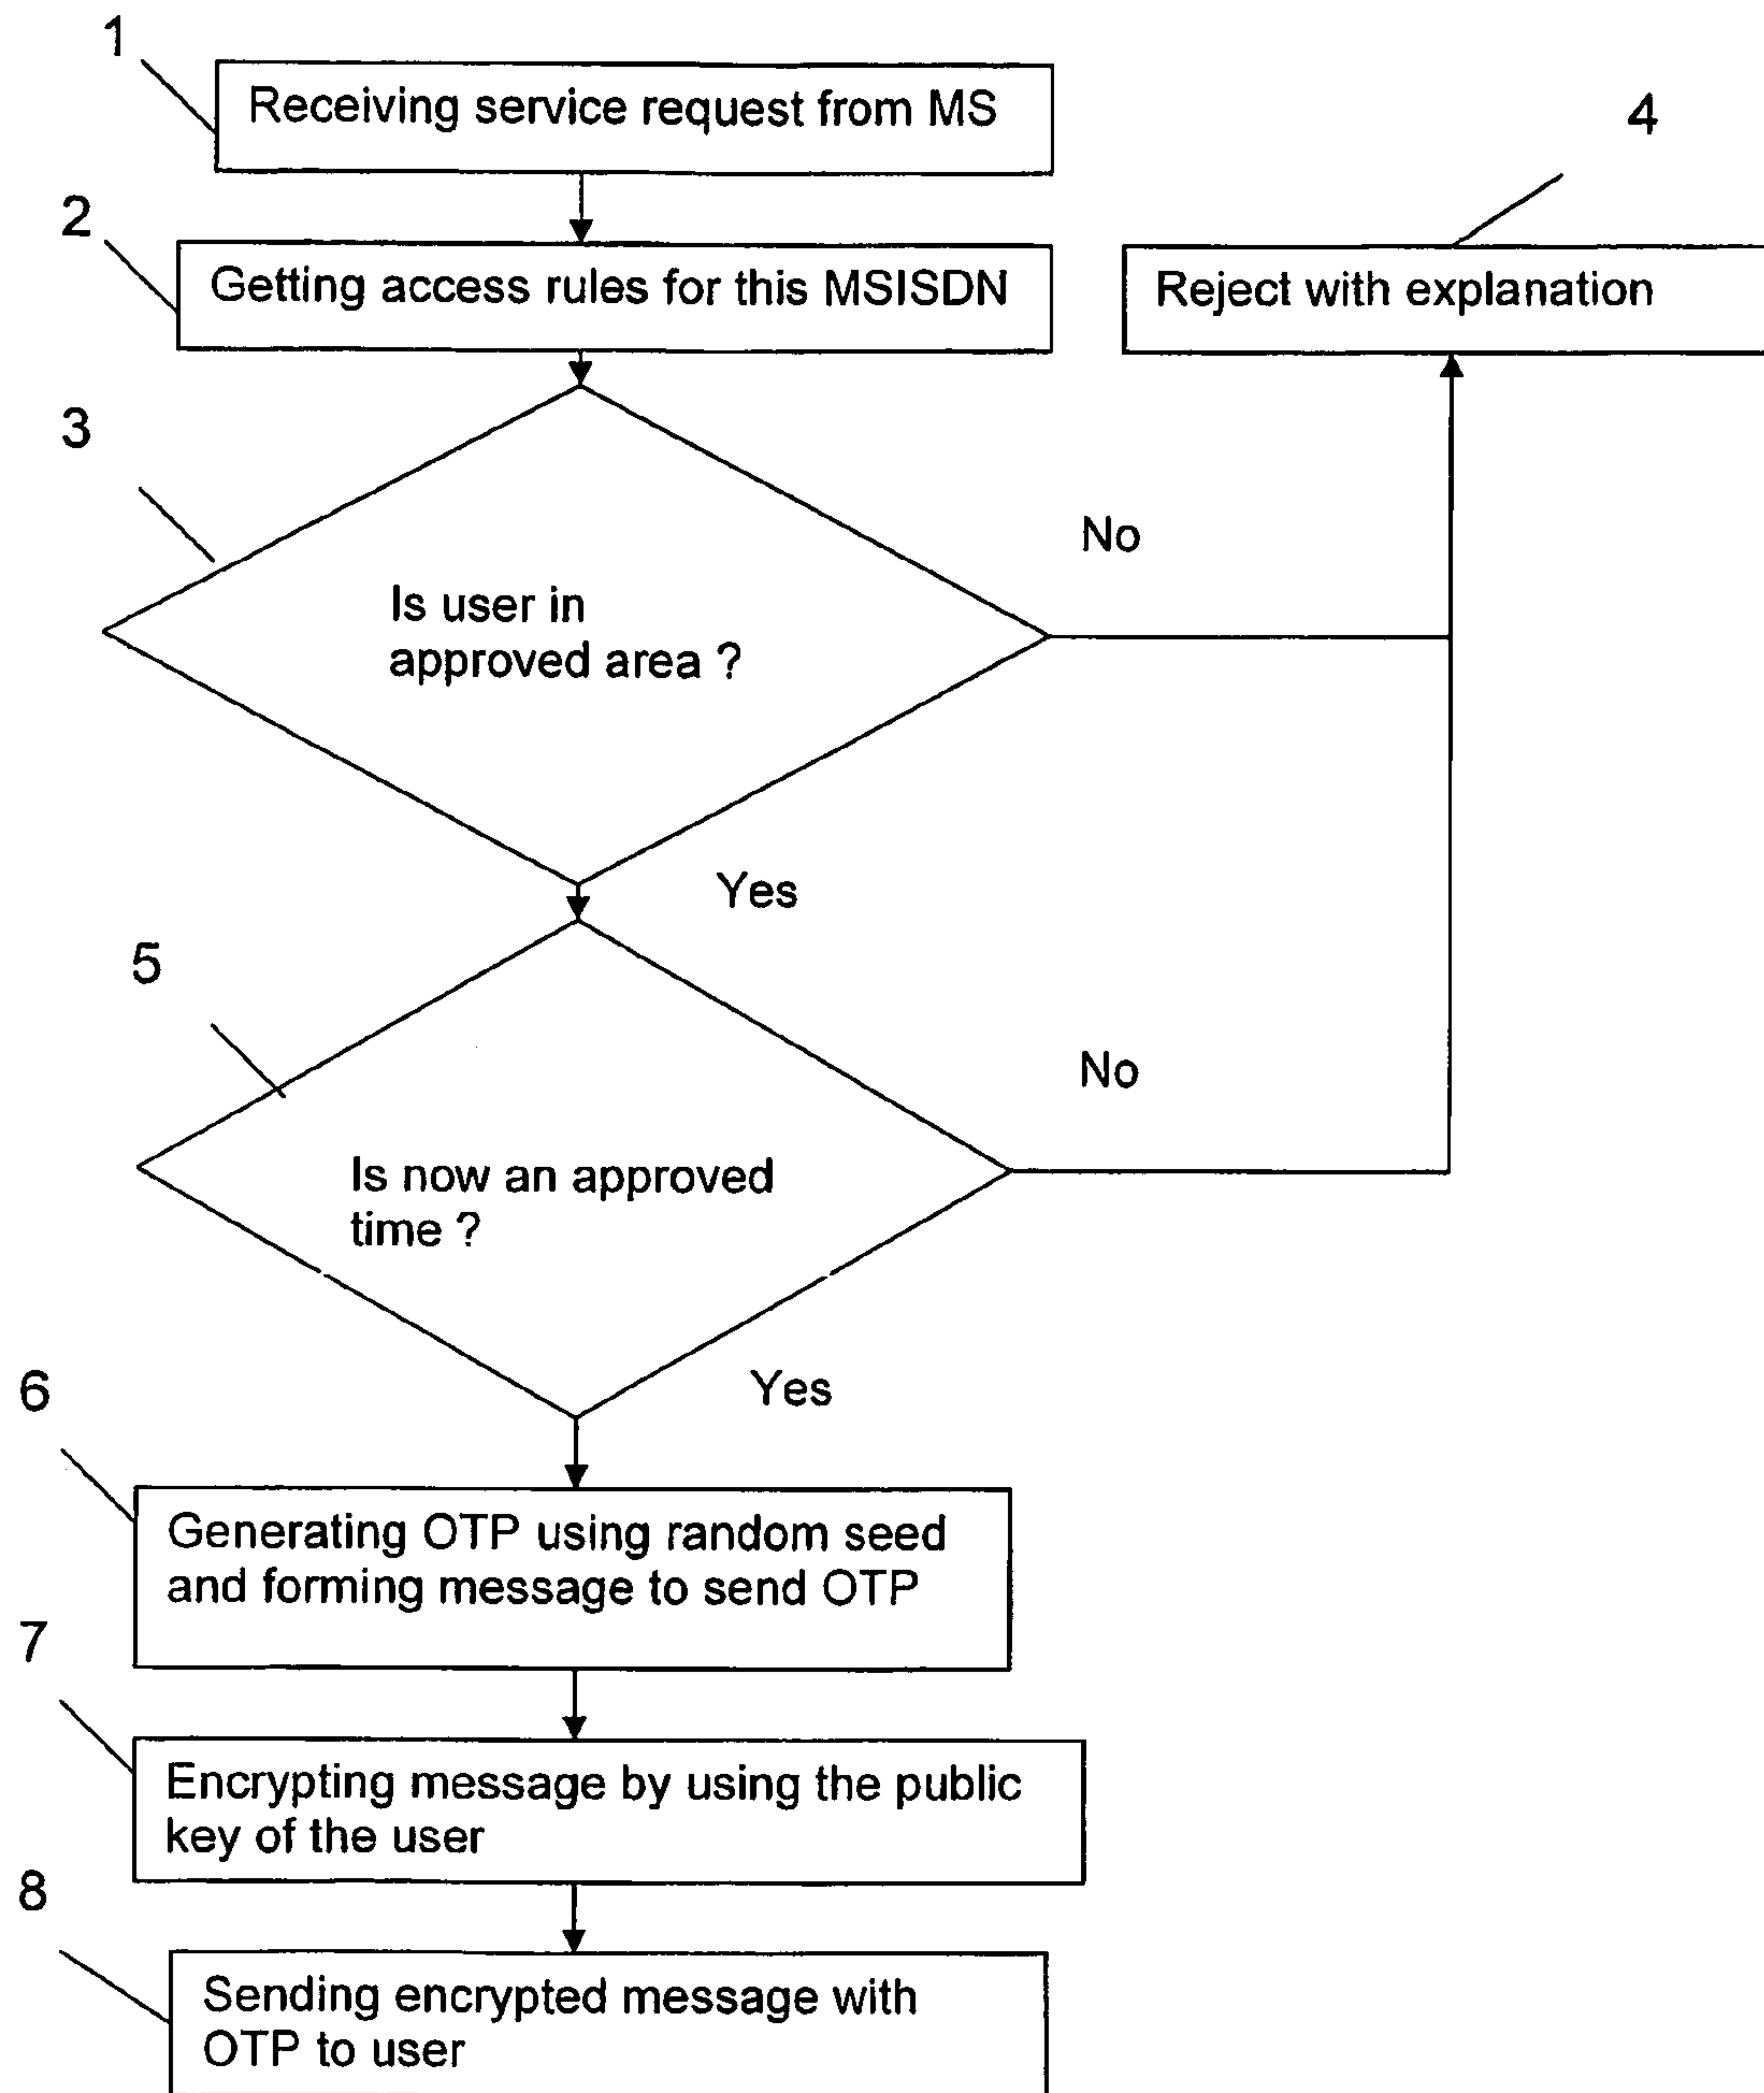 1
Receiving service request from MS
4
2
Getting access rules for this MSISDN
Reject with explanation
3
No
Is user in
approved area ?
Yes
5
No
Is now an approved
time ?
Yes
6
Generating OTP using random seed
and forming message to send OTP
7
Encrypting message by using the public
key of the user
8
Sending encrypted message with
OTP to user